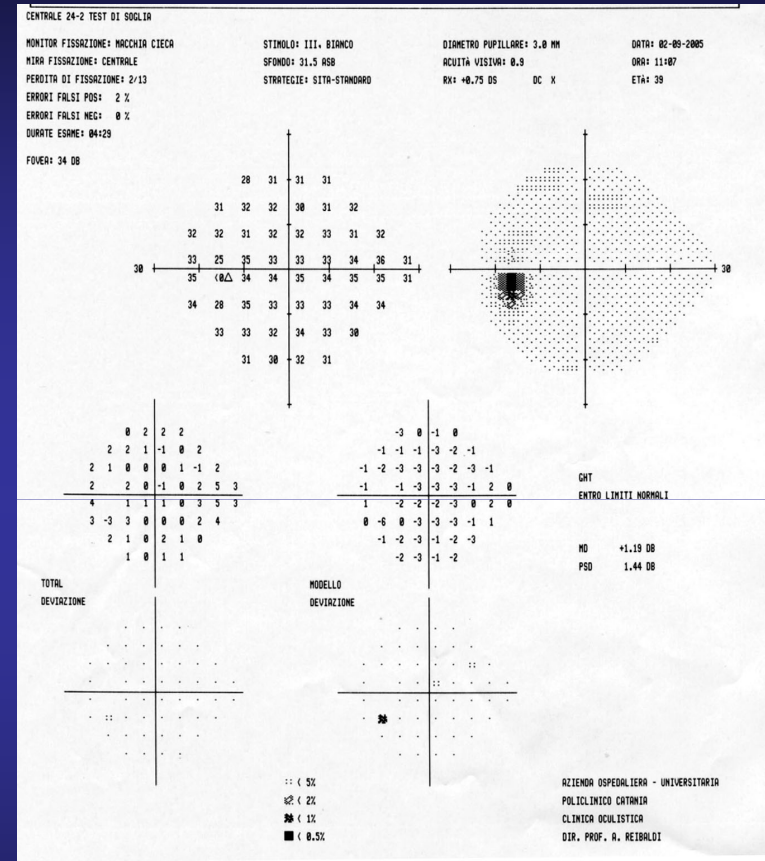 CENTRALE 24-2 TEST DI SOGLIA
MONITOR FISSAZIONE: MACCHIA CIECA
MIRA FISSAZIONE: CENTRALE
PERDITA DI FISSAZIONE: 2/13
ERRORI FALSI POS: 2 %
ERRORI FALSI NEG: 0 %
DURATE ESAME: 04:29
FOVEA: 34 DB
STIMOLO: III, BIANCO
SFONDO: 31.5 ASB
STRATEGIE: SITA-STANDARD
DIAMETRO PUPILLARE: 3.0 MM
ACUITÀ VISIVA: 0.9
RX: +0.75 DS DC X
DATA: 02-09-2005
ORA: 11:07
ETÀ: 39
28 31 31 31
31 32 32 30 31 32
32 32 31 32 32 33 31 32
33 25 35 33 33 33 34 36 31
30
35 <0△ 34 34 35 34 35 35 31
34 28 35 33 33 33 34 34
33 33 32 34 33 30
31 30 32 31
30
0 2 2 2
2 2 1 -1 0 2
2 1 0 0 0 1 -1 2
2 2 0 -1 0 2 5 3
4 1 1 1 0 3 5 3
3 -3 3 0 0 0 2 4
2 1 0 2 1 0
1 0 1 1
TOTAL
DEVIAZIONE
-3 0 -1 0
-1 -1 -1 -3 -2 -1
-1 -2 -3 -3 -3 -2 -3 -1
-1 -1 -3 -3 -3 -1 2 0
1 -2 -2 -2 -3 0 2 0
0 -6 0 -3 -3 -3 -1 1
-1 -2 -3 -1 -2 -3
-2 -3 -1 -2
MODELLO
DEVIAZIONE
GHT
ENTRO LIMITI NORMALI
MD +1.19 DB
PSD 1.44 DB
< 5%
< 2%
< 1%
< 0.5%
AZIENDA OSPEDALIERA - UNIVERSITARIA
POLICLINICO CATANIA
CLINICA OCULISTICA
DIR. PROF. A. REIBALDI